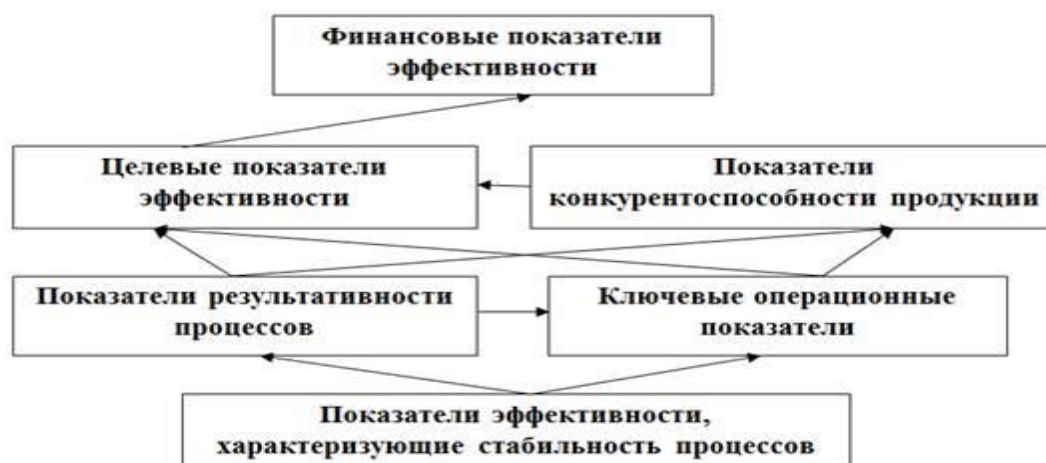 Финансовые показатели
эффективности
Целевые показатели
эффективности
Показатели
конкурентоспособности продукции
Показатели результативности
процессов
Ключевые операционные
показатели
Показатели эффективности,
характеризующие стабильность процессов